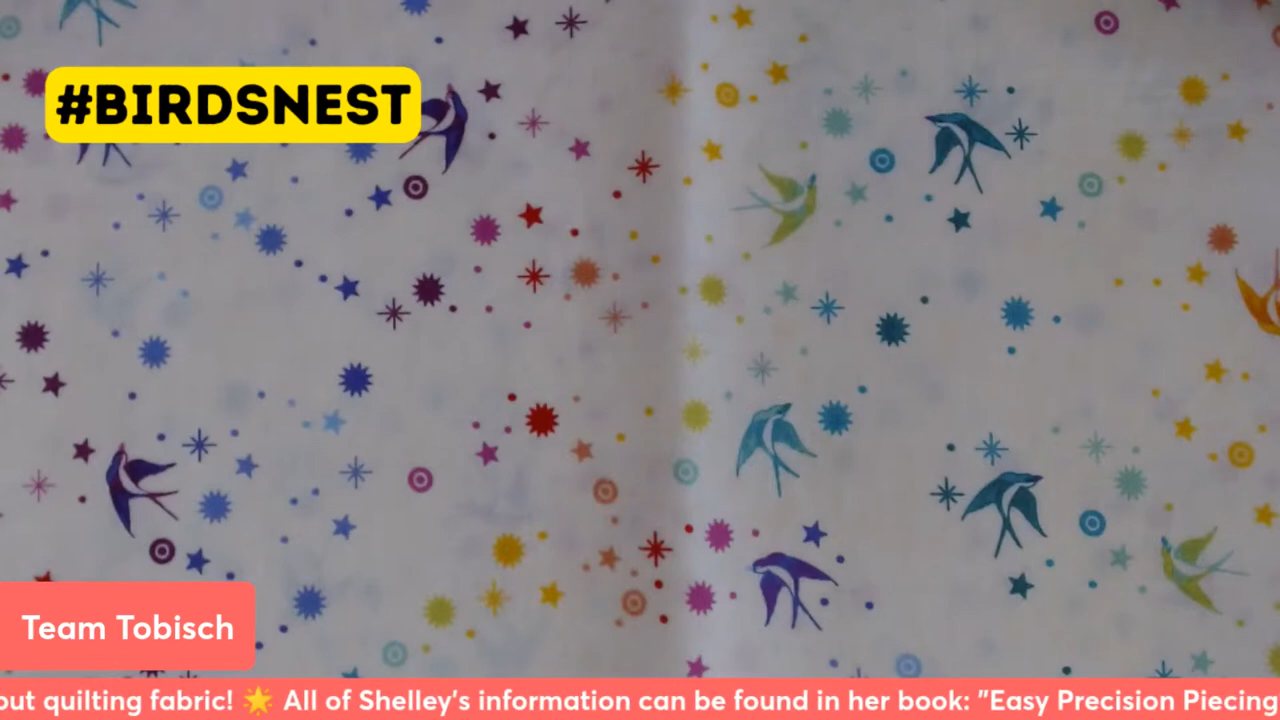 #BIRDSNEST
Team Tobisch
out quilting fabric! 🌟 All of Shelley's information can be found in her book: "Easy Precision Piecing